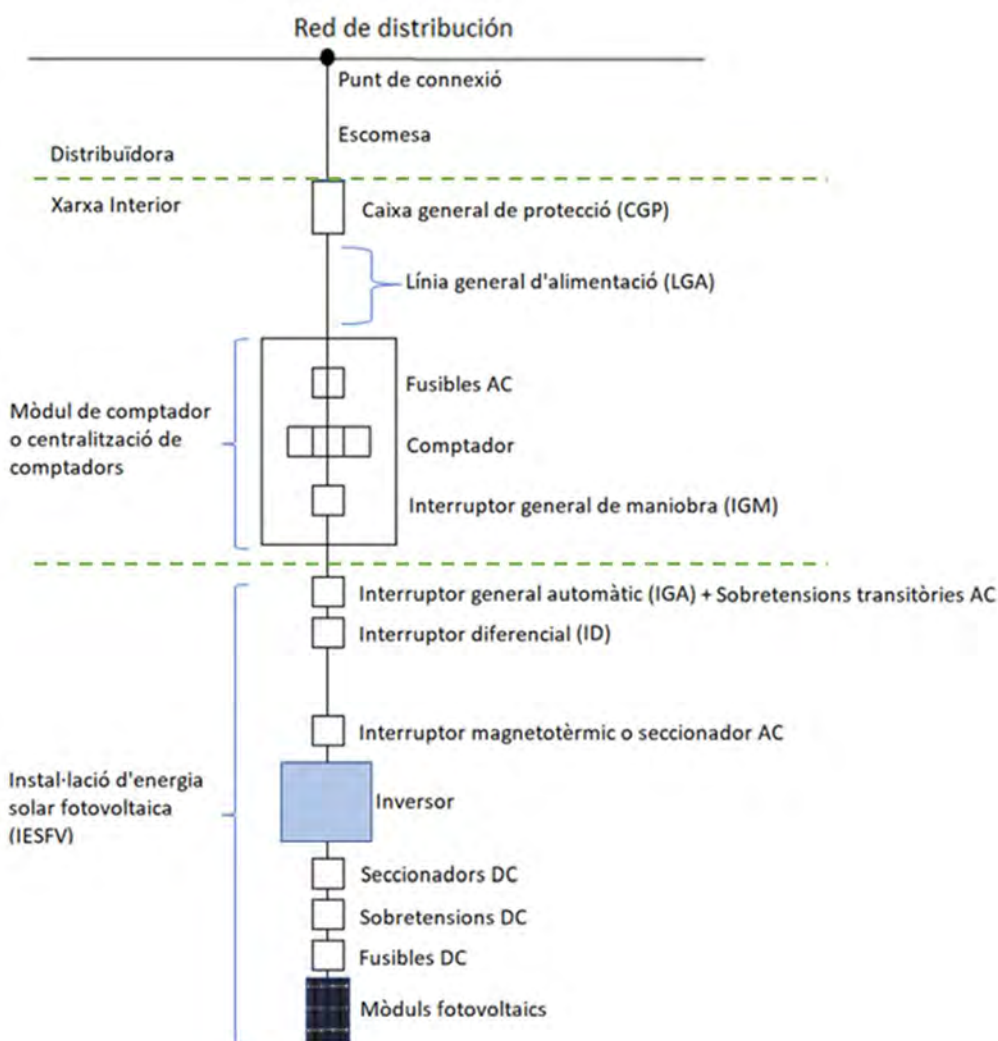 Red de distribución
Punt de connexió
Escomesa
Distribuïdora
Xarxa Interior
Caixa general de protecció (CGP)
Línia general d'alimentació (LGA)
Fusibles AC
Mòdul de comptador
o centralització de
comptadors
Comptador
Interruptor general de maniobra (IGM)
Interruptor general automàtic (IGA) + Sobretensions transitòries AC
Interruptor diferencial (ID)
Interruptor magnetotèrmic o seccionador AC
Instal·lació d'energia
solar fotovoltaica
(IESFV)
Inversor
Seccionadors DC
Sobretensions DC
Fusibles DC
Mòduls fotovoltaics